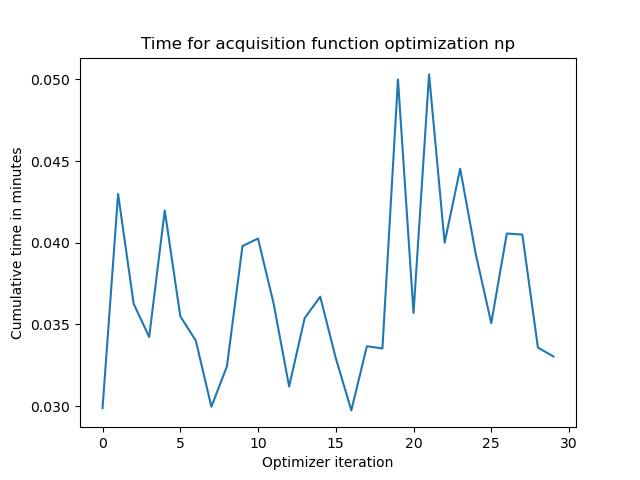 Time for acquisition function optimization np
0.050
0.045
0.040
0.035
0.030
Cumulative time in minutes
0 5 10 15 20 25 30
Optimizer iteration